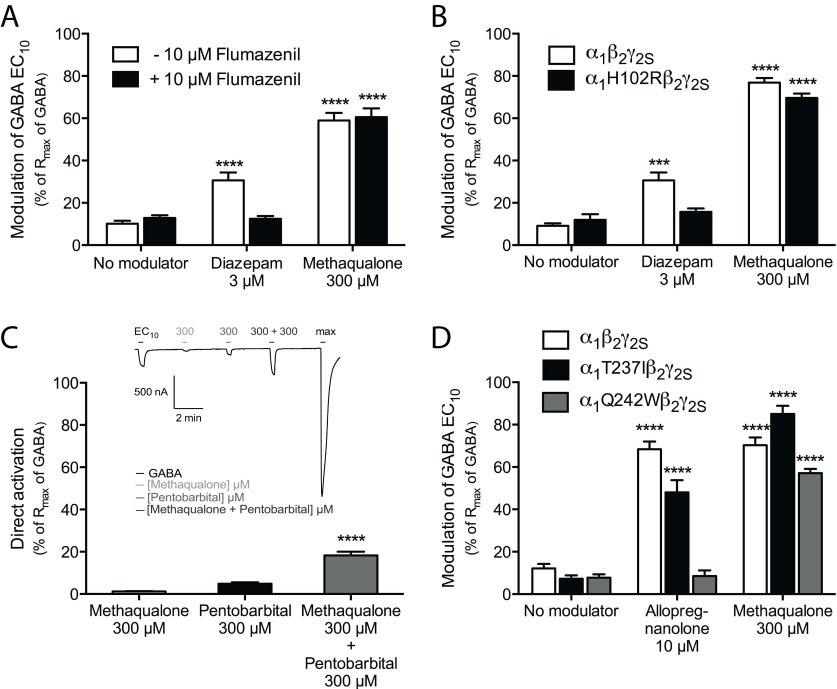 A
Modulation of GABA EC10
(% of Rmax of GABA)
100
80
60
40
20
0
- 10 µM Flumazenil
+ 10 µM Flumazenil
****
**** ****
No modulator
Diazepam
3 µM
Methaqualone
300 µM
B
Modulation of GABA EC10
(% of Rmax of GABA)
100
80
60
40
20
0
α1β2γ2S
α1H102Rβ2γ2S
***
****
****
No modulator
Diazepam
3 µM
Methaqualone
300 µM
C
Direct activation
(% of Rmax of GABA)
100
80
60
40
20
0
EC10 300 300 300 + 300 max
500 nA
2 min
GABA
[Methaqualone] µM
[Pentobarbital] µM
[Methaqualone + Pentobarbital] µM
****
Methaqualone
300 µM
Pentobarbital
300 µM
Methaqualone
300 µM
+
Pentobarbital
300 µM
D
Modulation of GABA EC10
(% of Rmax of GABA)
100
80
60
40
20
0
α1β2γ2S
α1T237Iβ2γ2S
α1Q242Wβ2γ2S
****
****
****
****
****
No modulator
Allopreg-
nanolone
10 µM
Methaqualone
300 µM